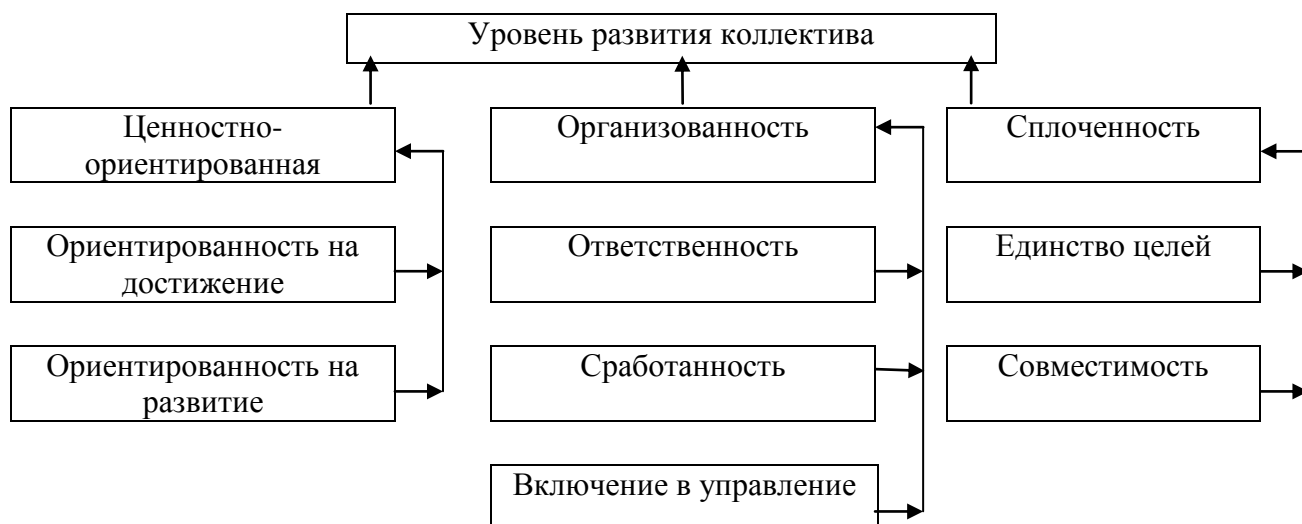 Уровень развития коллектива
Ценностно-
ориентированная
Организованность
Сплоченность
Ориентированность на
достижение
Ответственность
Единство целей
Ориентированность на
развитие
Сработанность
Совместимость
Включение в управление